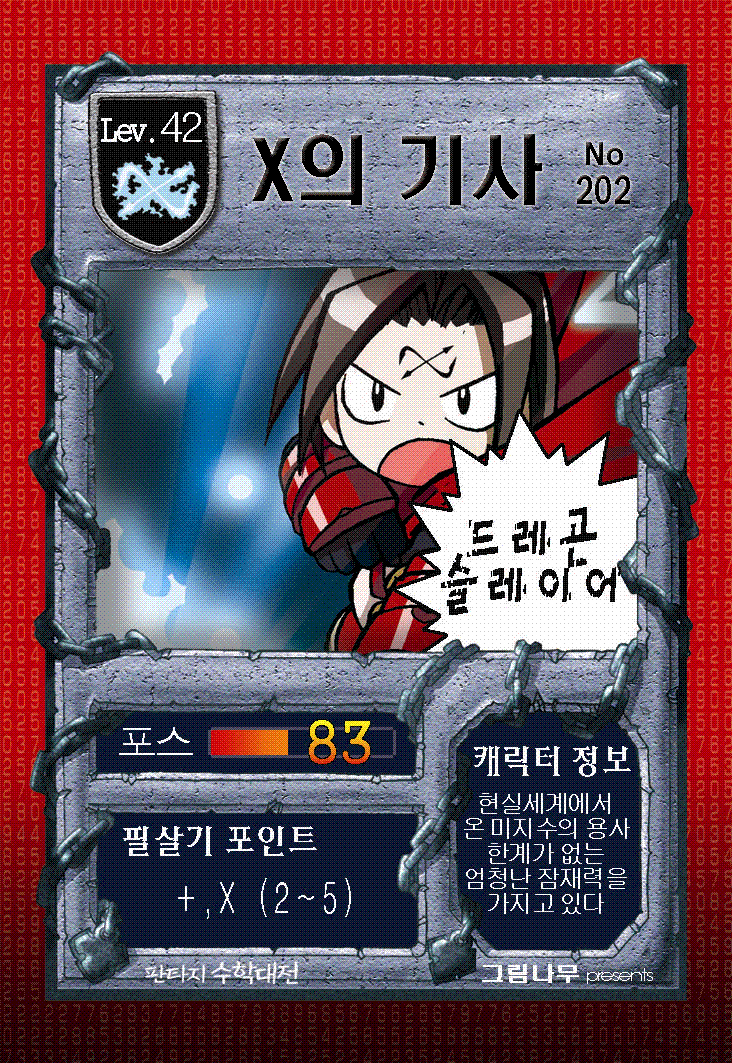 Lev. 42
X의 기사
No
202
드래곤
슬레이어
포스 83
캐릭터 정보
현실세계에서
온 미지수의 용사
한계가 없는
엄청난 잠재력을
가지고 있다
필살기 포인트
+,X (2~5)
판타지 수학대전
그림나무 presents